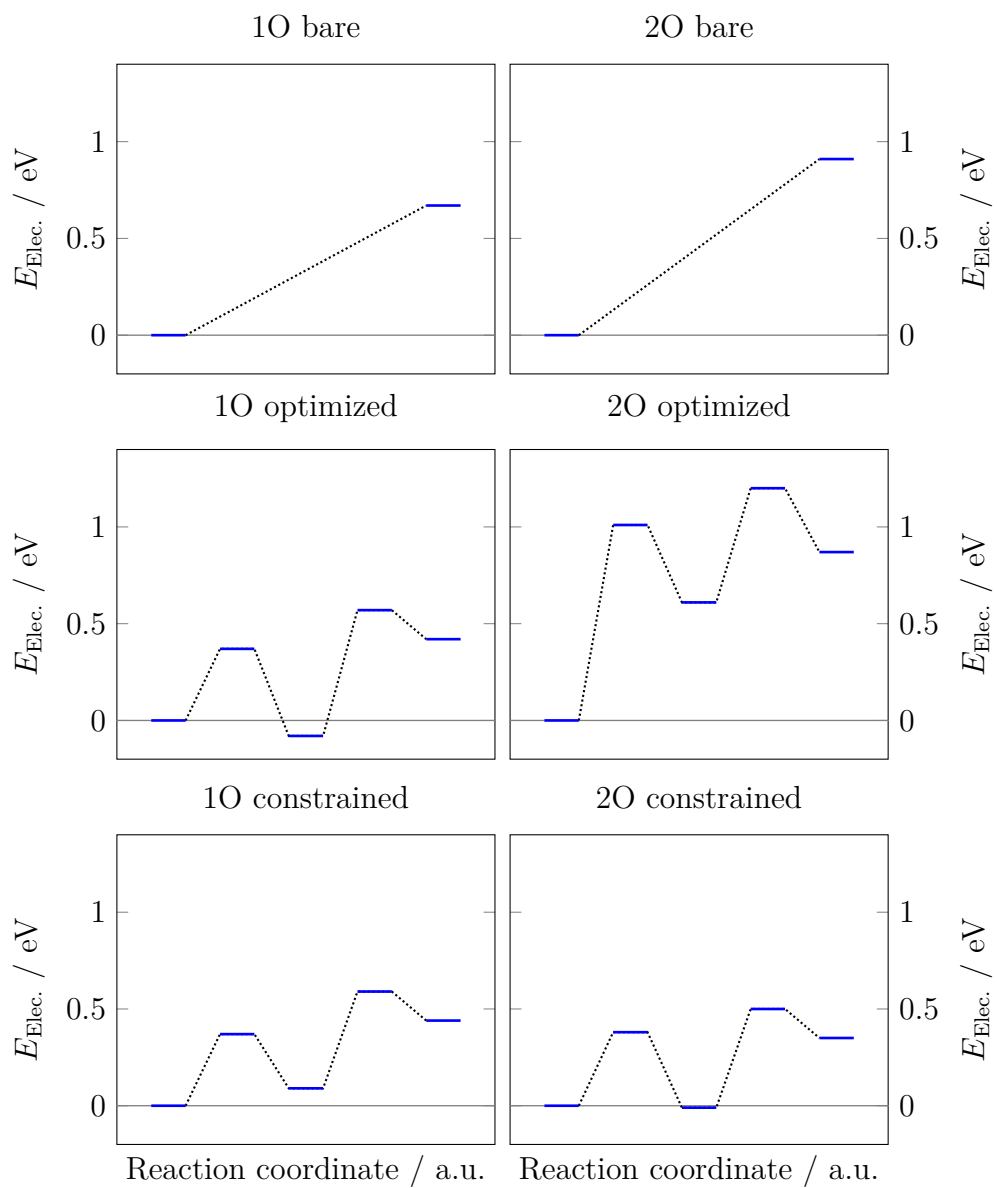 1O bare
2O bare
1
0.5
0
E_Elec. / eV
1
0.5
0
E_Elec. / eV
1O optimized
2O optimized
1
0.5
0
E_Elec. / eV
1
0.5
0
E_Elec. / eV
1O constrained
2O constrained
1
0.5
0
E_Elec. / eV
1
0.5
0
E_Elec. / eV
Reaction coordinate / a.u.
Reaction coordinate / a.u.